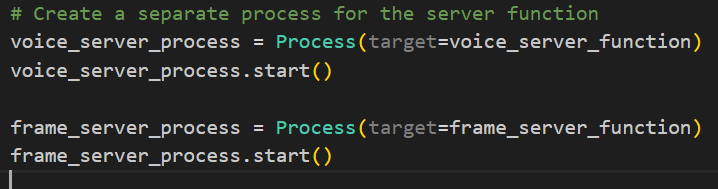 # Create a separate process for the server function
voice_server_process = Process(target=voice_server_function)
voice_server_process.start()
frame_server_process = Process(target=frame_server_function)
frame_server_process.start()